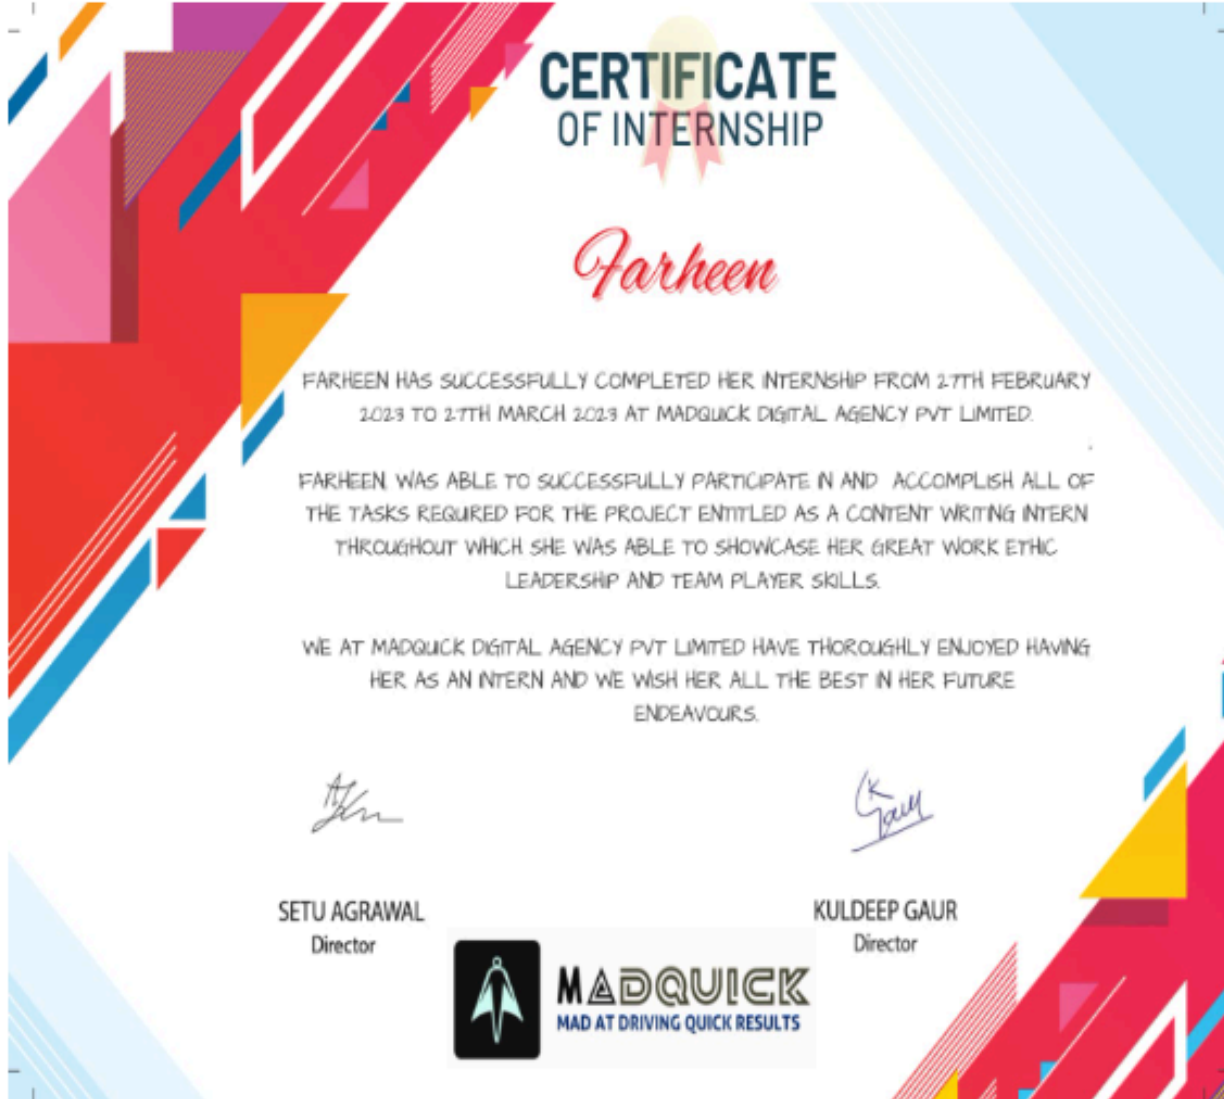 CERTIFICATE
OF INTERNSHIP
Farheen
FARHEEN HAS SUCCESSFULLY COMPLETED HER INTERNSHIP FROM 27TH FEBRUARY
2023 TO 27TH MARCH 2023 AT MADQUICK DIGITAL AGENCY PVT LIMITED.
FARHEEN, WAS ABLE TO SUCCESSFULLY PARTICIPATE IN AND ACCOMPLISH ALL OF
THE TASKS REQUIRED FOR THE PROJECT ENTITLED AS A CONTENT WRITING INTERN
THROUGHOUT WHICH SHE WAS ABLE TO SHOWCASE HER GREAT WORK ETHIC
LEADERSHIP AND TEAM PLAYER SKILLS.
WE AT MADQUICK DIGITAL AGENCY PVT LIMITED HAVE THOROUGHLY ENJOYED HAVING
HER AS AN INTERN AND WE WISH HER ALL THE BEST IN HER FUTURE
ENDEAVOURS.
K Gaur
SETU AGRAWAL
Director
KULDEEP GAUR
Director
MADQUICK
MAD AT DRIVING QUICK RESULTS